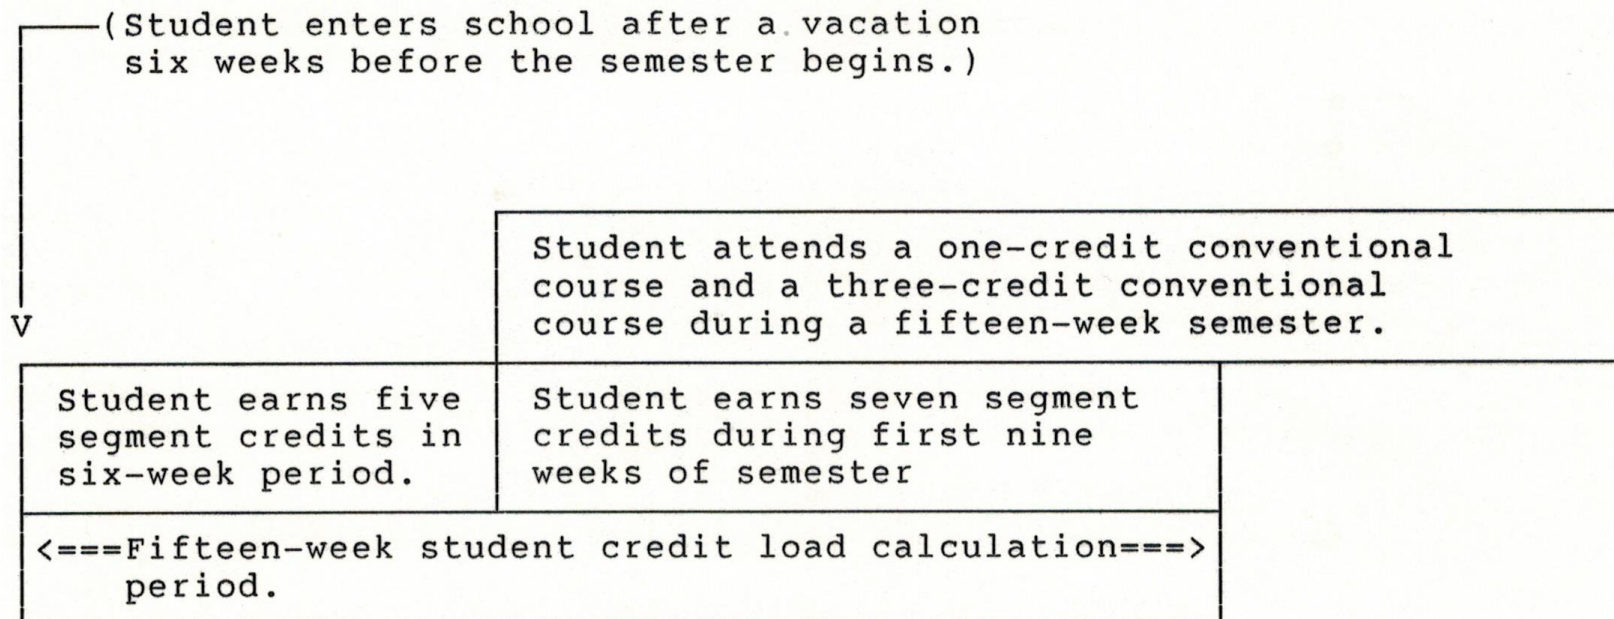 (Student enters school after a vacation
six weeks before the semester begins.)
Student attends a one-credit conventional
course and a three-credit conventional
course during a fifteen-week semester.
V
Student earns five
segment credits in
six-week period.
Student earns seven segment
credits during first nine
weeks of semester
<===Fifteen-week student credit load calculation===>
period.